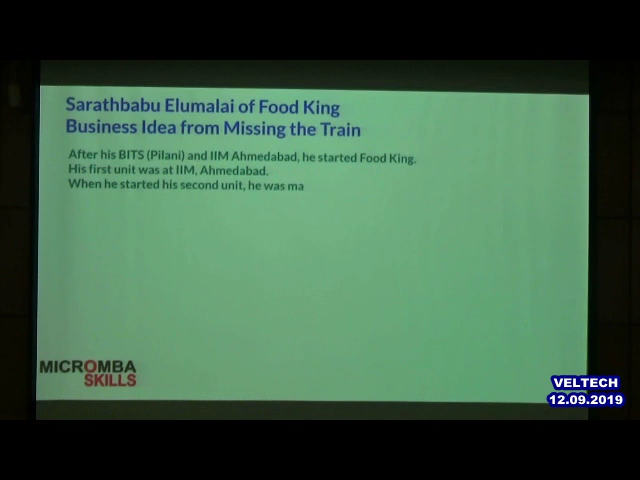 Sarathbabu Elumalai of Food King
Business Idea from Missing the Train
After his BITS (Pilani) and IIM Ahmedabad, he started Food King.
His first unit was at IIM, Ahmedabad.
When he started his second unit, he was ma
MICROMBA
SKILLS
VELTECH
12.09.2019